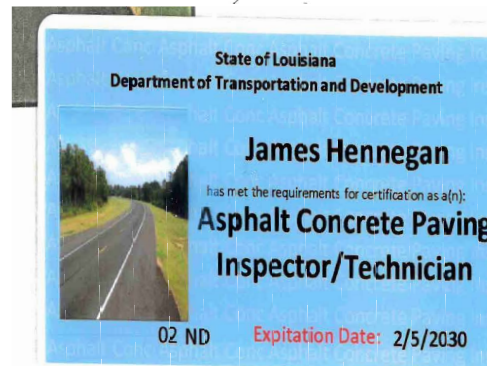 State of Louisiana
Department of Transportation and Development
James Hennegan
has met the requirements for certification as a(n):
Asphalt Concrete Paving
Inspector/Technician
02 ND
Expitation Date: 2/5/2030